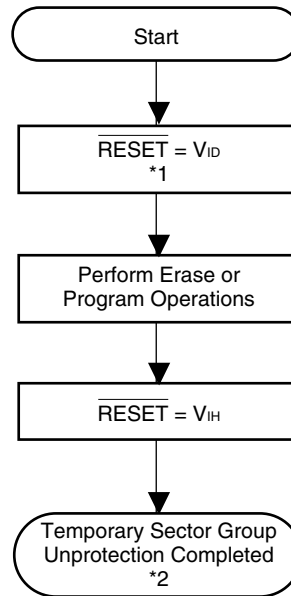 Start
RESET = VID
*1
Perform Erase or
Program Operations
RESET = VIH
Temporary Sector Group
Unprotection Completed
*2